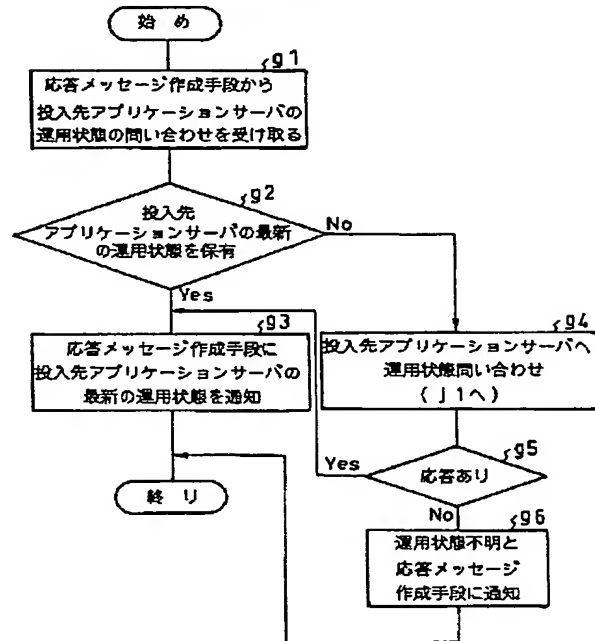 始 め
g1
応答メッセージ作成手段から
投入先アプリケーションサーバの
運用状態の問い合わせを受け取る
g2
投入先
アプリケーションサーバの最新
の運用状態を保有
No
Yes
g3
応答メッセージ作成手段に
投入先アプリケーションサーバの
最新の運用状態を通知
g4
投入先アプリケーションサーバへ
運用状態問い合わせ
(j1へ)
g5
応答あり
Yes
終 り
No
g6
運用状態不明と
応答メッセージ
作成手段に通知